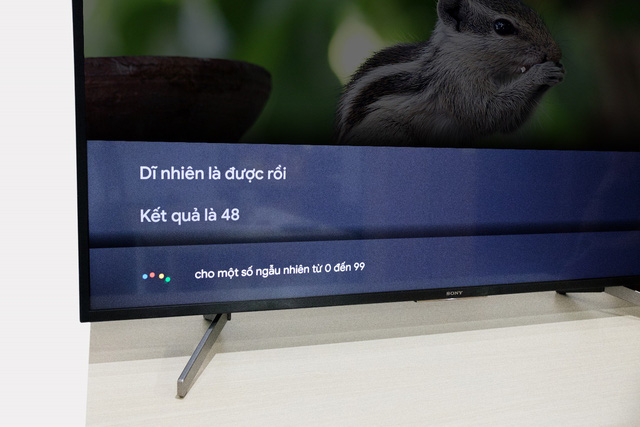 Dĩ nhiên là được rồi
Kết quả là 48
cho một số ngẫu nhiên từ 0 đến 99
SONY